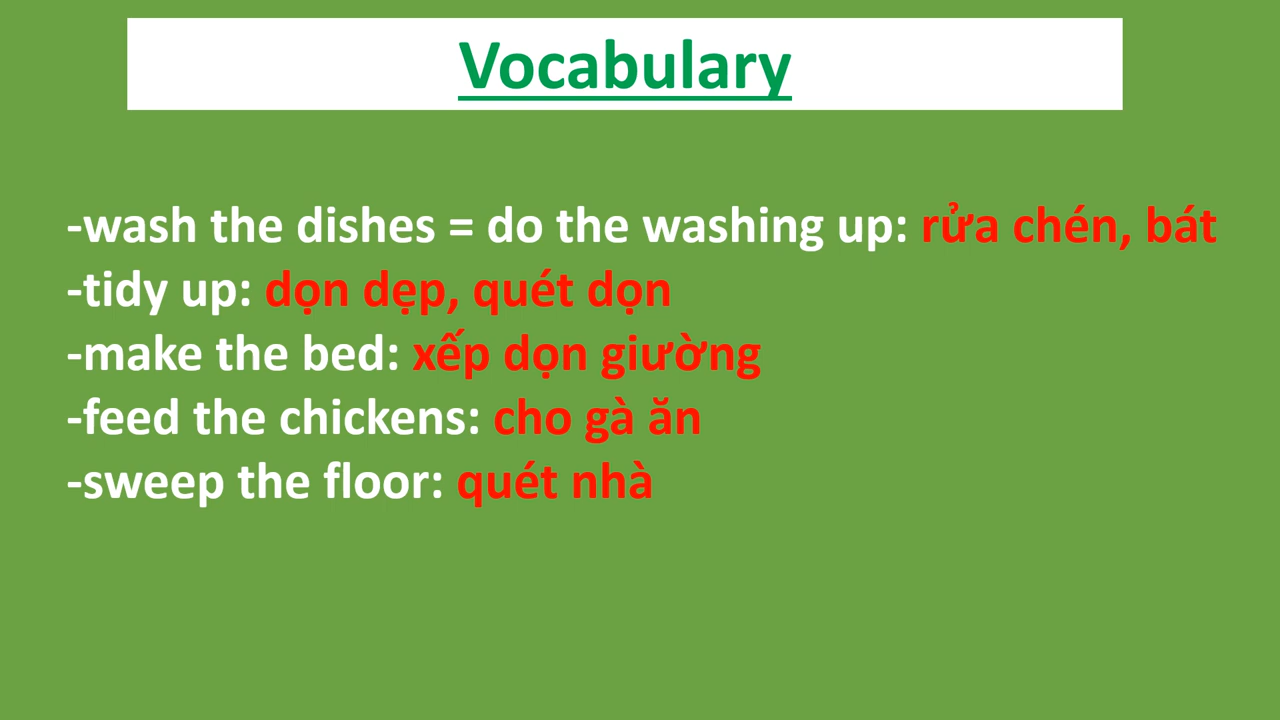 Vocabulary
-wash the dishes = do the washing up: rửa chén, bát
-tidy up: dọn dẹp, quét dọn
-make the bed: xếp dọn giường
-feed the chickens: cho gà ăn
-sweep the floor: quét nhà